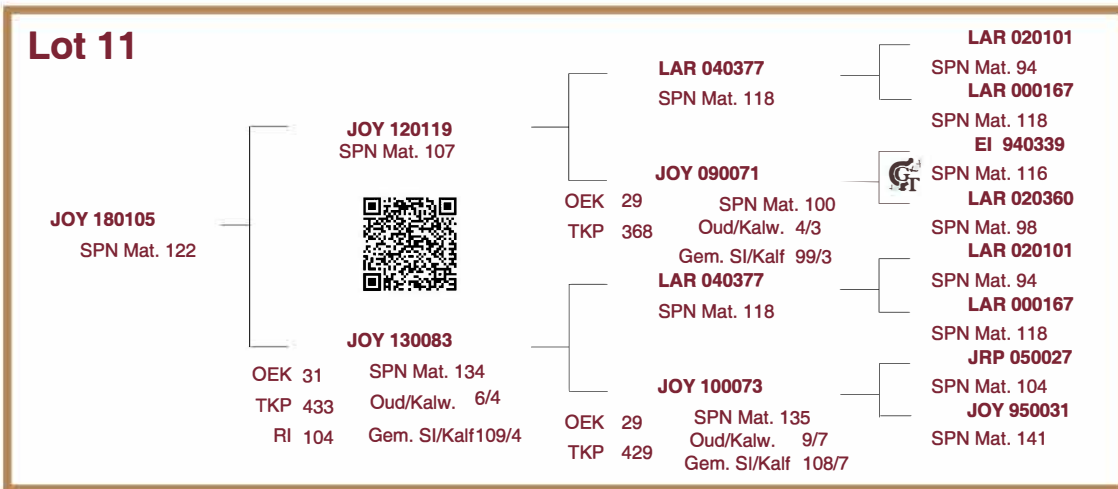 Lot 11
JOY 180105
SPN Mat. 122
JOY 120119
SPN Mat. 107
JOY 130083
OEK 31 SPN Mat. 134
TKP 433 Oud/Kalw. 6/4
RI 104 Gem. SI/Kalf109/4
LAR 040377
SPN Mat. 118
JOY 090071
OEK 29 SPN Mat. 100
TKP 368 Oud/Kalw. 4/3
Gem. SI/Kalf 99/3
LAR 040377
SPN Mat. 118
JOY 100073
OEK 29 SPN Mat. 135
TKP 429 Oud/Kalw. 9/7
Gem. SI/Kalf 108/7
LAR 020101
SPN Mat. 94
LAR 000167
SPN Mat. 118
EI 940339
GT
SPN Mat. 116
LAR 020360
SPN Mat. 98
LAR 020101
SPN Mat. 94
LAR 000167
SPN Mat. 118
JRP 050027
SPN Mat. 104
JOY 950031
SPN Mat. 141